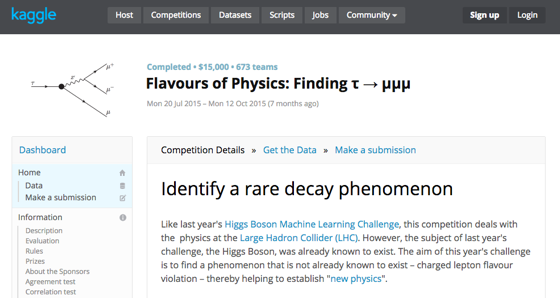 kaggle
Host Competitions Datasets Scripts Jobs Community Sign up Login
Completed • $15,000 • 673 teams
Flavours of Physics: Finding τ → μμμ
Mon 20 Jul 2015 – Mon 12 Oct 2015 (7 months ago)
τ μ⁺ μ⁻ μ
Dashboard
Home
Data
Make a submission
Information
Description
Evaluation
Rules
Prizes
About the Sponsors
Agreement test
Correlation test
Competition Details » Get the Data » Make a submission
Identify a rare decay phenomenon
Like last year's Higgs Boson Machine Learning Challenge, this competition deals with
the physics at the Large Hadron Collider (LHC). However, the subject of last year's
challenge, the Higgs Boson, was already known to exist. The aim of this year's challenge
is to find a phenomenon that is not already known to exist – charged lepton flavour
violation – thereby helping to establish "new physics".